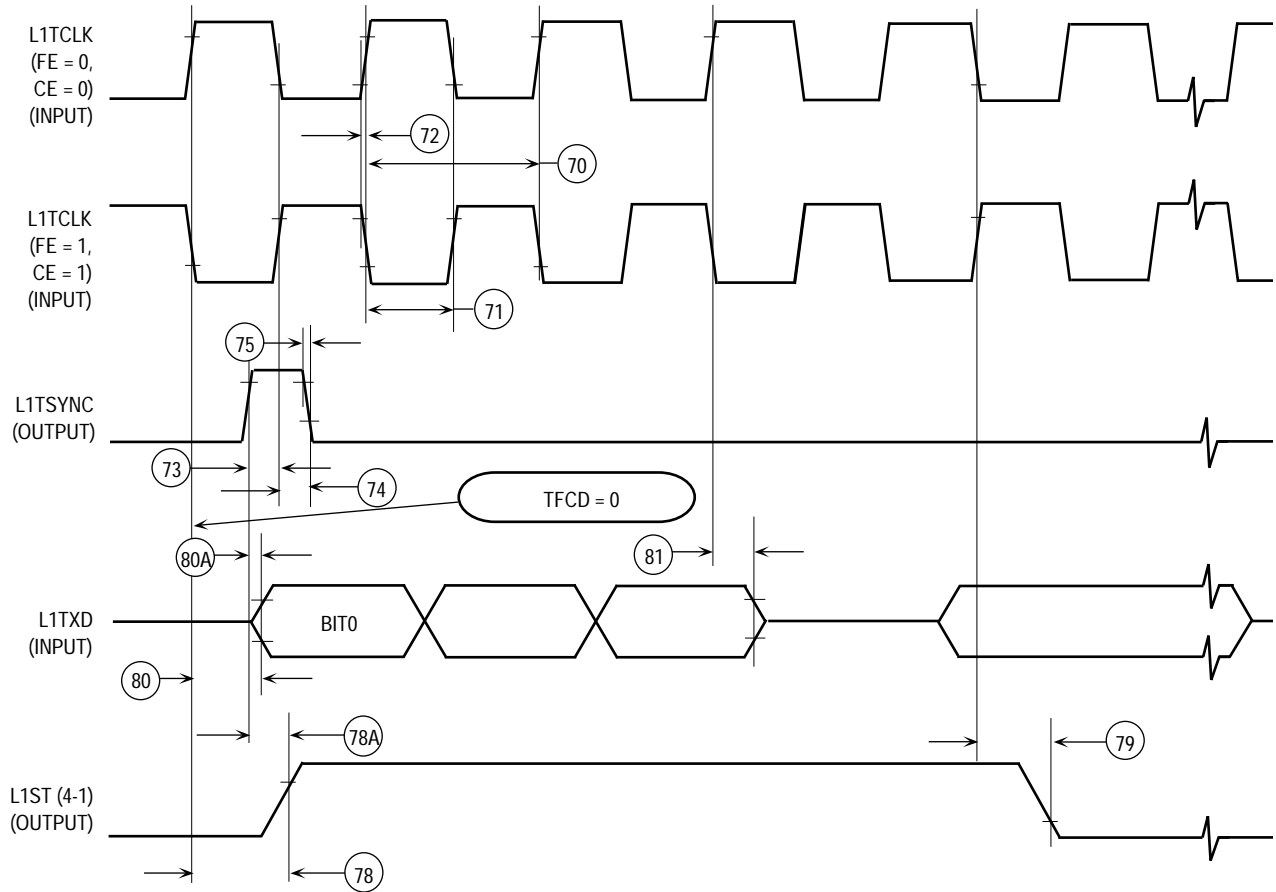 L1TCLK
(FE = 0,
CE = 0)
(INPUT)
72
70
L1TCLK
(FE = 1,
CE = 1)
(INPUT)
71
75
L1TSYNC
(OUTPUT)
73
74
TFCD = 0
80A
81
L1TXD
(INPUT)
BIT0
80
78A
79
L1ST (4-1)
(OUTPUT)
78